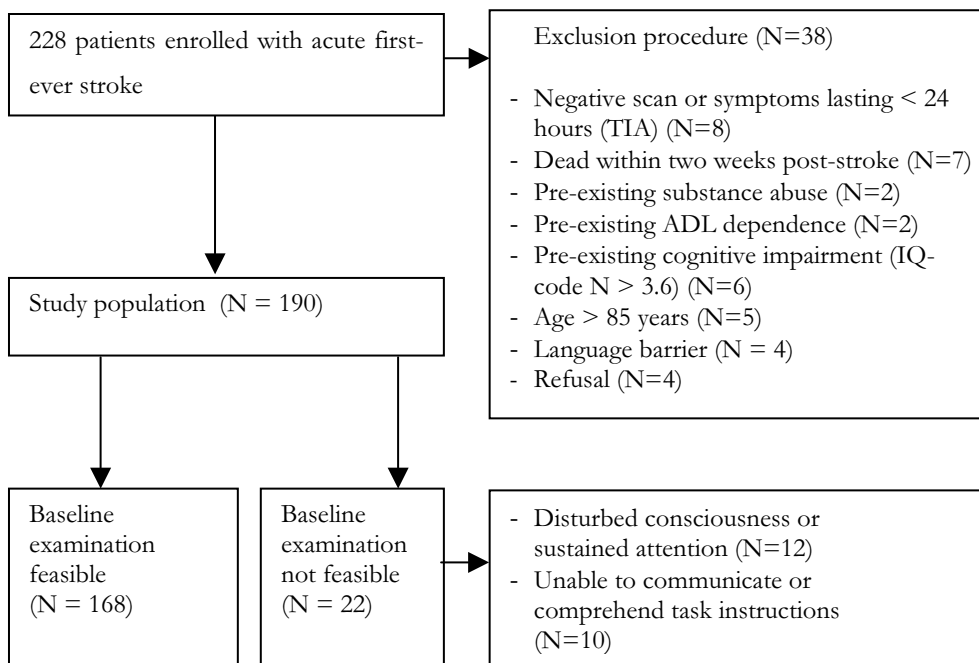 228 patients enrolled with acute first-
ever stroke
Exclusion procedure (N=38)
- Negative scan or symptoms lasting < 24
hours (TIA) (N=8)
- Dead within two weeks post-stroke (N=7)
- Pre-existing substance abuse (N=2)
- Pre-existing ADL dependence (N=2)
- Pre-existing cognitive impairment (IQ-
code N > 3.6) (N=6)
- Age > 85 years (N=5)
- Language barrier (N = 4)
- Refusal (N=4)
Study population (N = 190)
Baseline
examination
feasible
(N = 168)
Baseline
examination
not feasible
(N = 22)
- Disturbed consciousness or
sustained attention (N=12)
- Unable to communicate or
comprehend task instructions
(N=10)